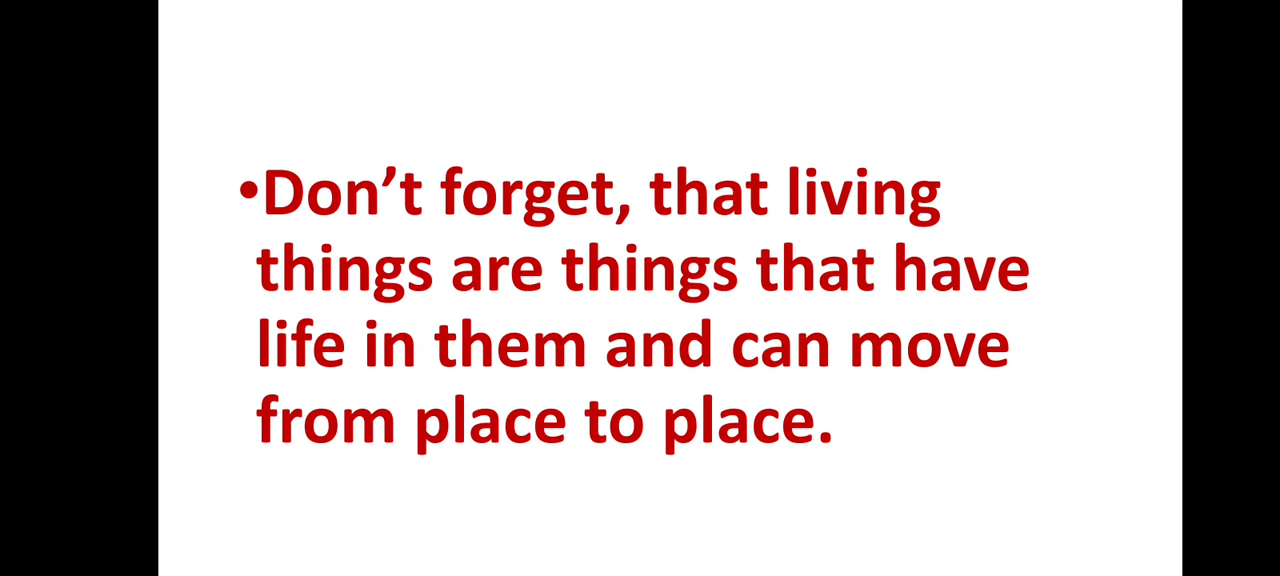 •Don’t forget, that living
things are things that have
life in them and can move
from place to place.